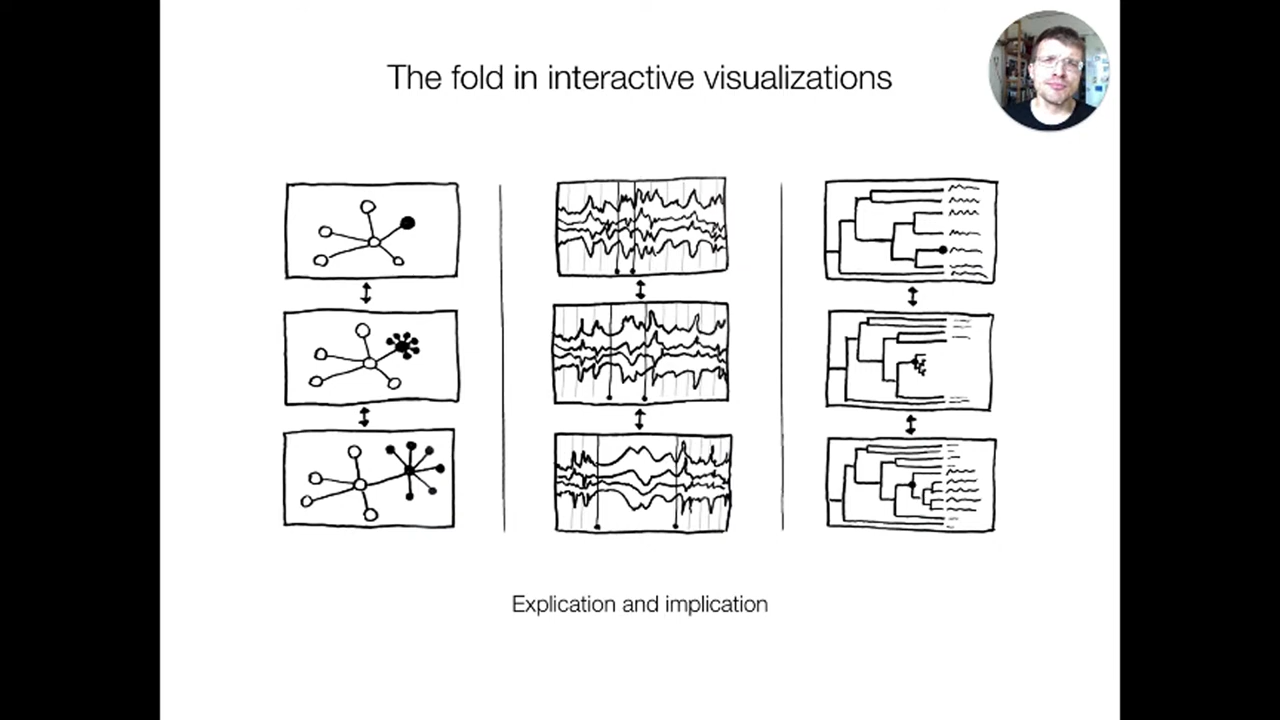 The fold in interactive visualizations
Explication and implication